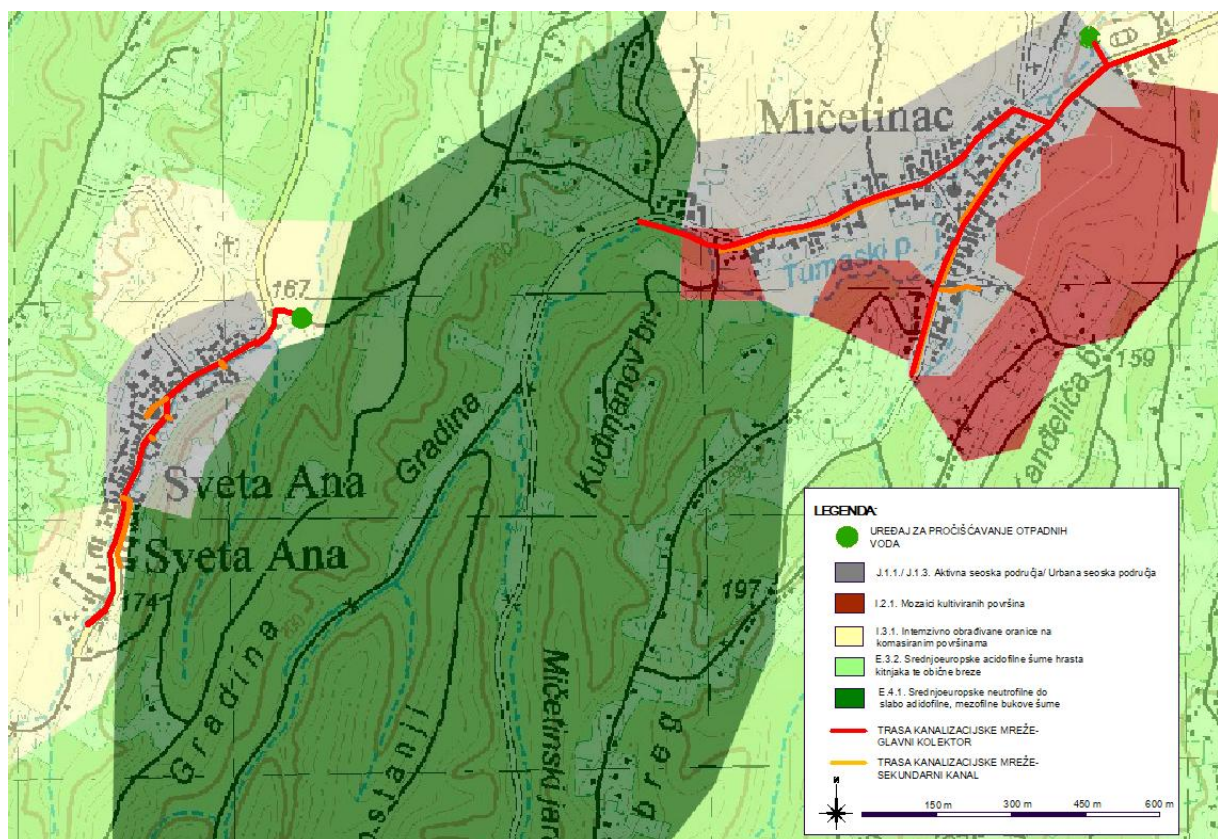 Mičetinac
Tumaski p.
167
159
Gradina
Kuđmanov br.
Sveta Ana
Sveta Ana
174
197
Gradina
Mičetinski jar
breg
LEGENDA:
UREĐAJ ZA PROČIŠĆAVANJE OTPADNIH
VODA
J.1.1./ J.1.3. Aktivna seoska područja/ Urbana seoska područja
I.2.1. Mozaici kultiviranih površina
I.3.1. Intemzivno obrađivane oranice na
komasiranim površinama
E.3.2. Srednjoeuropske acidofilne šume hrasta
kitnjaka te obične breze
E.4.1. Srednjoeuropske neutrofilne do
slabo adidofilne, mezofilne bukove šume
TRASA KANALIZACIJSKE MREŽE-
GLAVNI KOLEKTOR
TRASA KANALIZACIJSKE MREŽE-
SEKUNDARNI KANAL
N
150 m 300 m 450 m 600 m